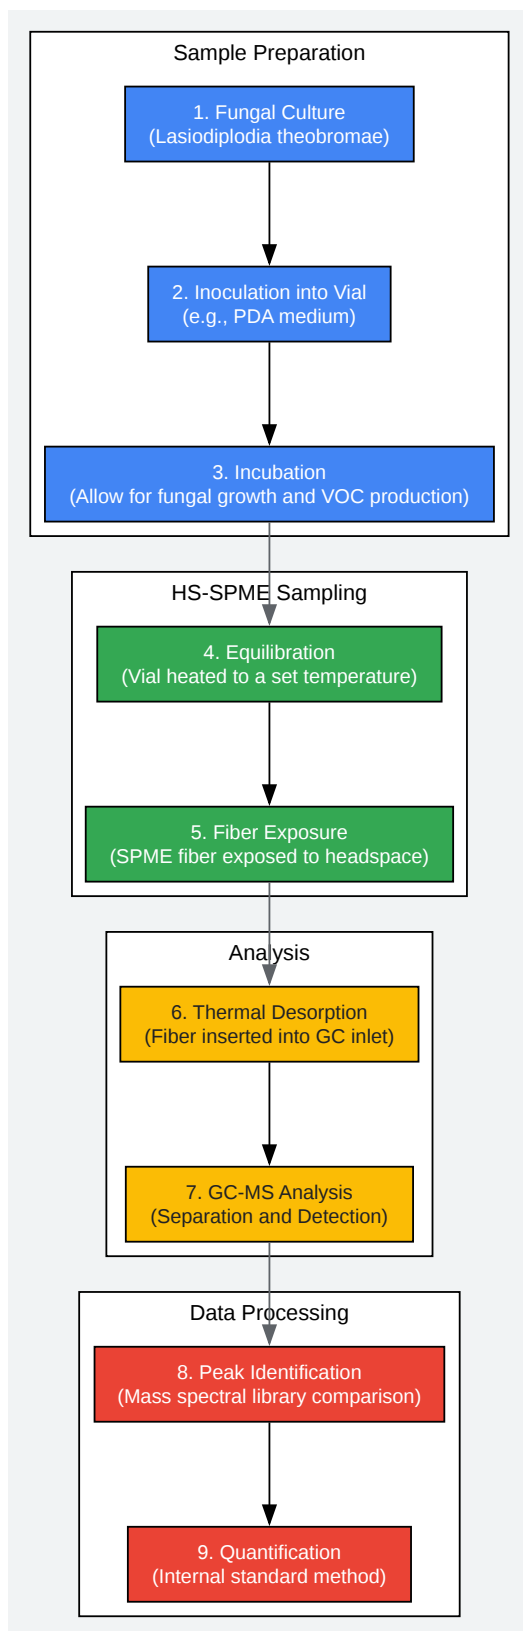 Sample Preparation
1. Fungal Culture
(Lasiodiplodia theobromae)
2. Inoculation into Vial
(e.g., PDA medium)
3. Incubation
(Allow for fungal growth and VOC production)
HS-SPME Sampling
4. Equilibration
(Vial heated to a set temperature)
5. Fiber Exposure
(SPME fiber exposed to headspace)
Analysis
6. Thermal Desorption
(Fiber inserted into GC inlet)
7. GC-MS Analysis
(Separation and Detection)
Data Processing
8. Peak Identification
(Mass spectral library comparison)
9. Quantification
(Internal standard method)